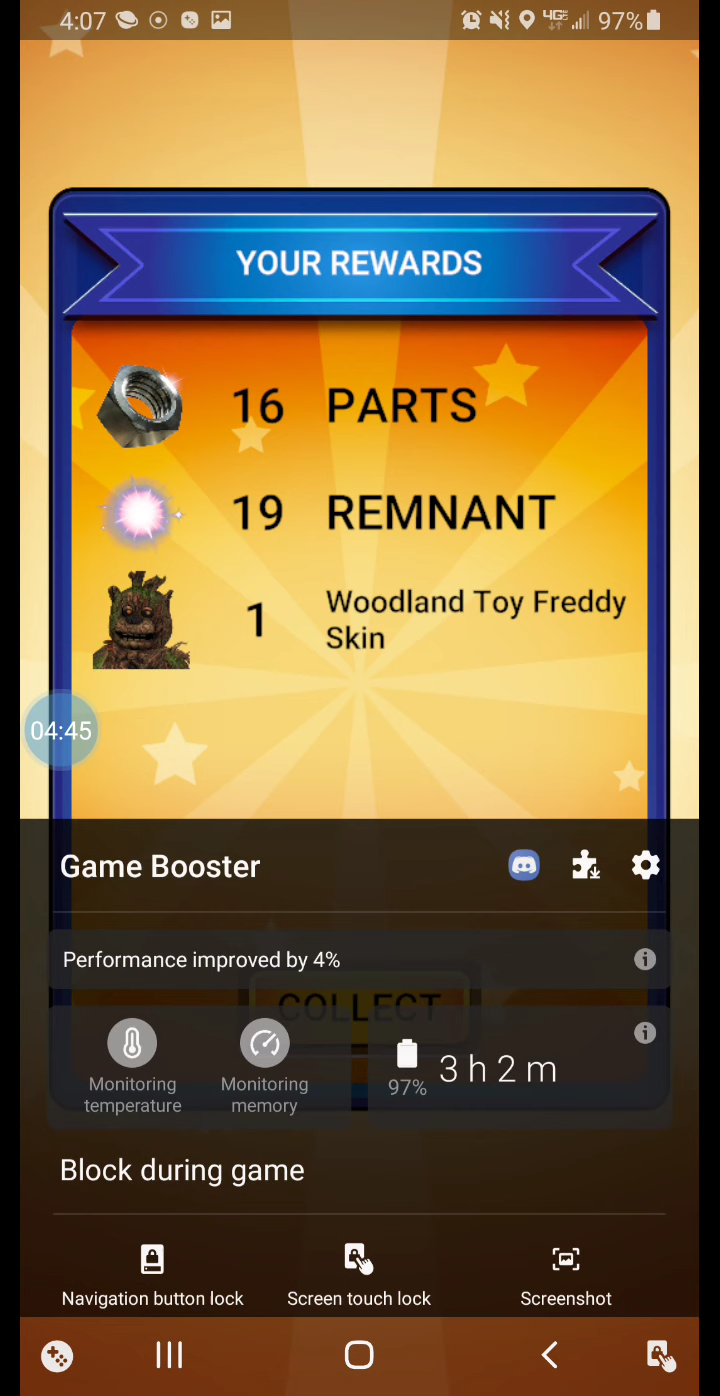 4:07 4GE 97%
YOUR REWARDS
16 PARTS
19 REMNANT
1 Woodland Toy Freddy
Skin
04:45
Game Booster
Performance improved by 4%
COLLECT
Monitoring
temperature
Monitoring
memory
97% 3 h 2 m
Block during game
Navigation button lock Screen touch lock Screenshot